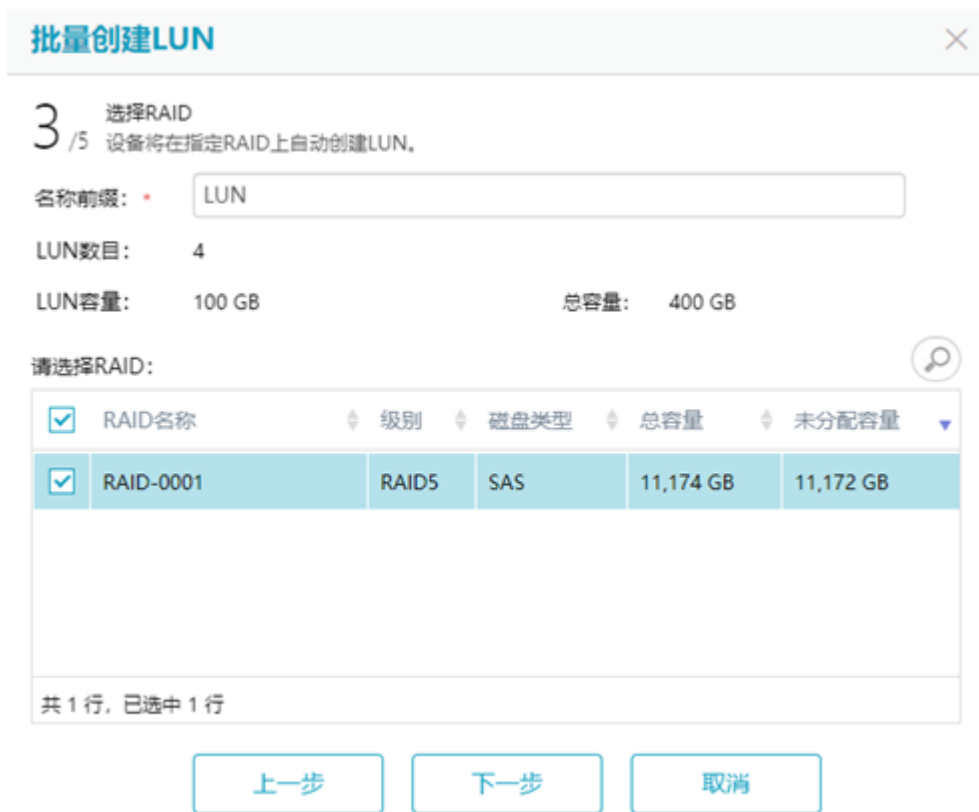 批量创建LUN
3/5 选择RAID
设备将在指定RAID上自动创建LUN。
名称前缀： * LUN
LUN数目： 4
LUN容量： 100 GB 总容量： 400 GB
请选择RAID：
RAID名称 级别 磁盘类型 总容量 未分配容量
RAID-0001 RAID5 SAS 11,174 GB 11,172 GB
共 1 行，已选中 1 行
上一步 下一步 取消